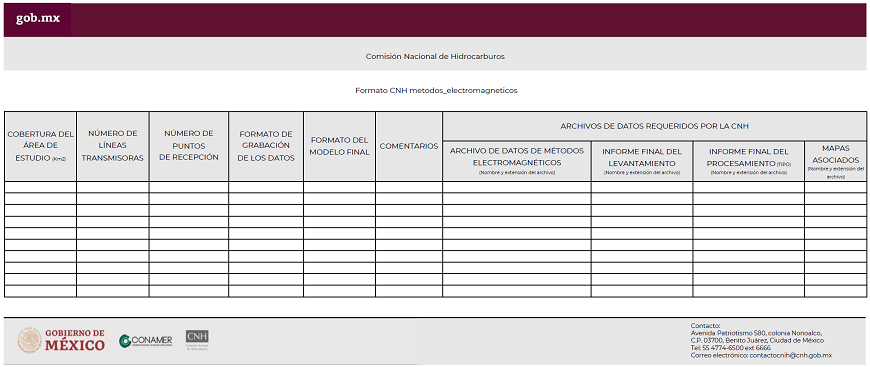 gob.mx
Comisión Nacional de Hidrocarburos
Formato CNH metodos_electromagneticos
COBERTURA DEL
ÁREA DE
ESTUDIO (Km2)
NÚMERO DE
LÍNEAS
TRANSMISORAS
NÚMERO DE
PUNTOS
DE RECEPCIÓN
FORMATO DE
GRABACIÓN
DE LOS DATOS
FORMATO DEL
MODELO FINAL
COMENTARIOS
ARCHIVOS DE DATOS REQUERIDOS POR LA CNH
ARCHIVO DE DATOS DE MÉTODOS
ELECTROMAGNÉTICOS
(Nombre y extensión del archivo)
INFORME FINAL DEL
LEVANTAMIENTO
(Nombre y extensión del archivo)
INFORME FINAL DEL
PROCESAMIENTO (TIPO)
(Nombre y extensión del archivo)
MAPAS
ASOCIADOS
(Nombre y extensión del
archivo)
GOBIERNO DE
MÉXICO
CONAMER
CNH
Contacto:
Avenida Patriotismo 580, colonia Nonoalco,
C.P. 03700, Benito Juárez, Ciudad de México
Tel: 55 4774-6500 ext 6666
Correo electrónico: contactocnih@cnh.gob.mx